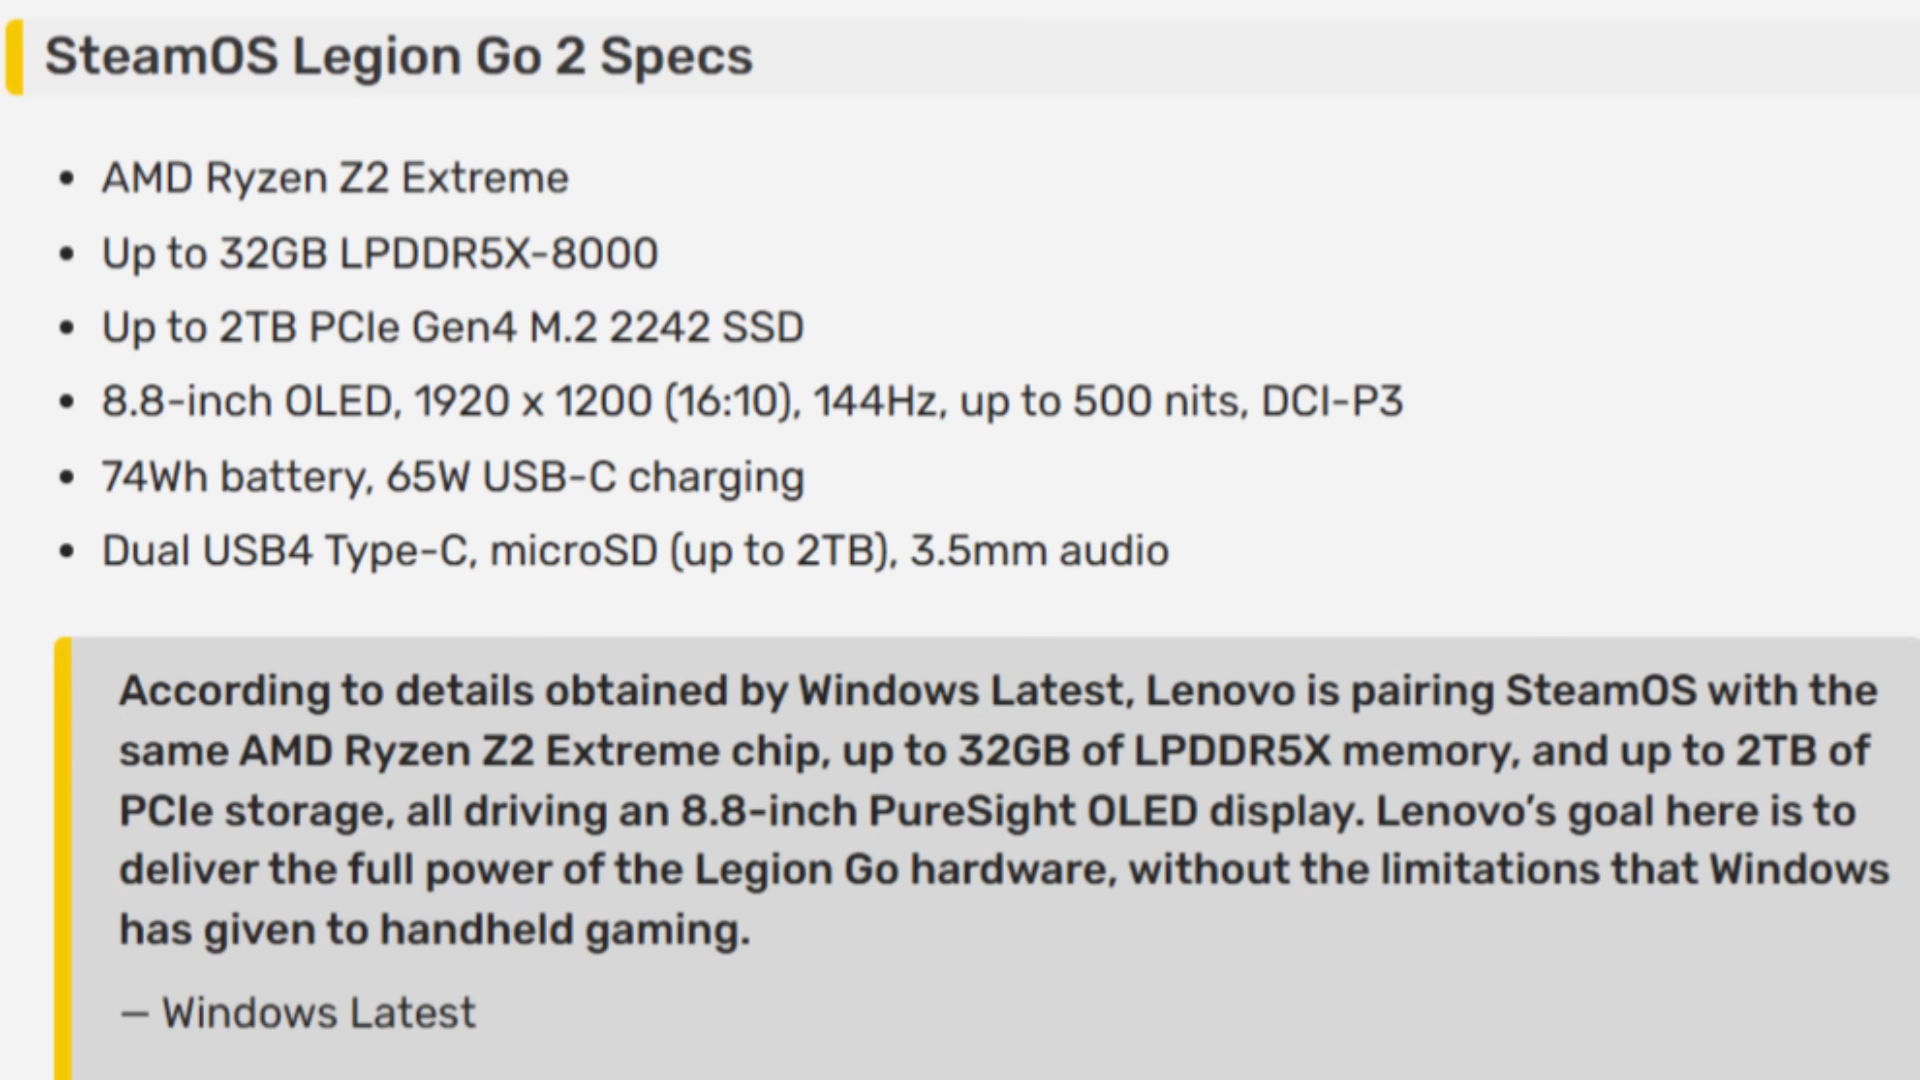 SteamOS Legion Go 2 Specs
• AMD Ryzen Z2 Extreme
• Up to 32GB LPDDR5X-8000
• Up to 2TB PCIe Gen4 M.2 2242 SSD
• 8.8-inch OLED, 1920 x 1200 (16:10), 144Hz, up to 500 nits, DCI-P3
• 74Wh battery, 65W USB-C charging
• Dual USB4 Type-C, microSD (up to 2TB), 3.5mm audio
According to details obtained by Windows Latest, Lenovo is pairing SteamOS with the
same AMD Ryzen Z2 Extreme chip, up to 32GB of LPDDR5X memory, and up to 2TB of
PCIe storage, all driving an 8.8-inch PureSight OLED display. Lenovo’s goal here is to
deliver the full power of the Legion Go hardware, without the limitations that Windows
has given to handheld gaming.
— Windows Latest